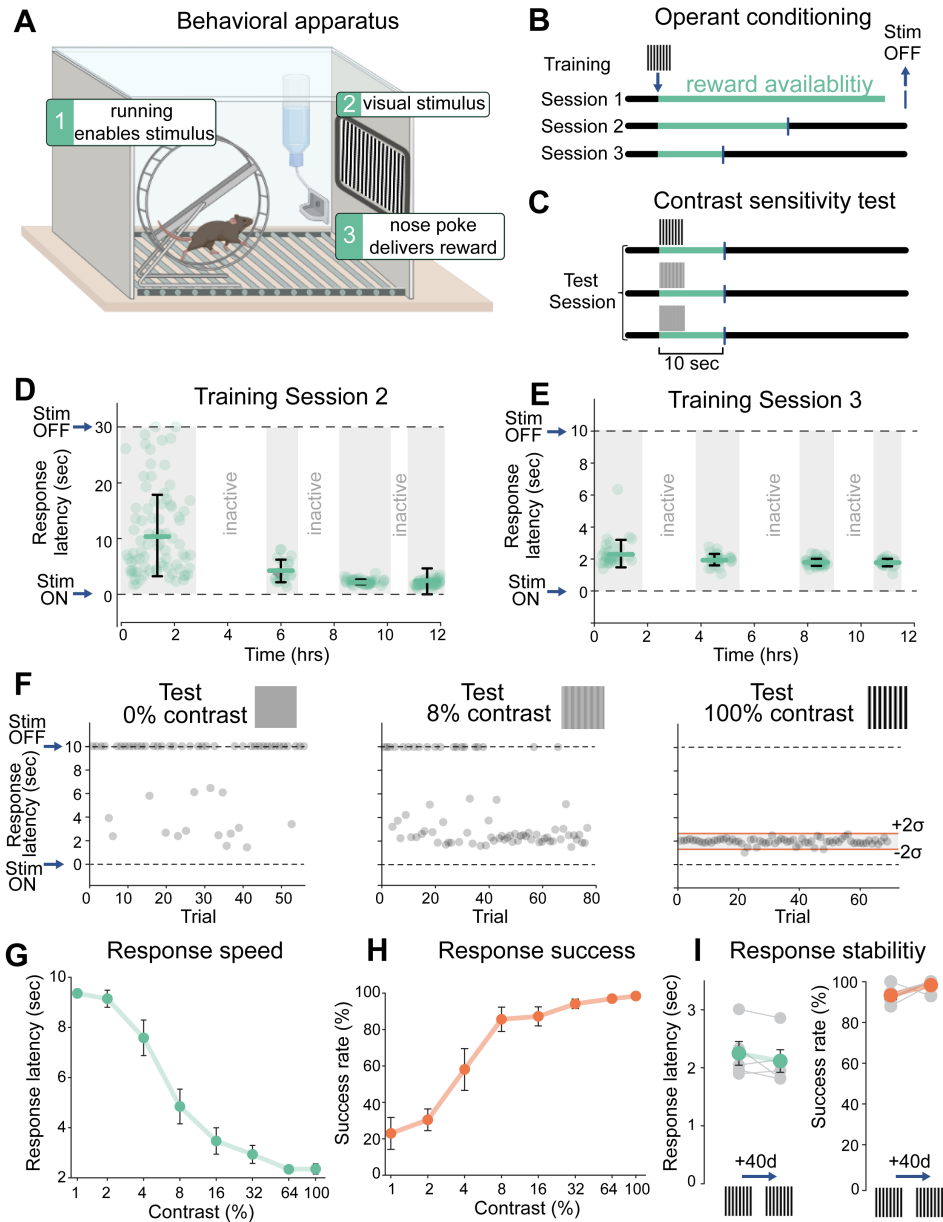 A
Behavioral apparatus
1
running
enables stimulus
2
visual stimulus
3
nose poke
delivers reward
B
Operant conditioning
Stim
OFF
Training
reward availablitiy
Session 1
Session 2
Session 3
C
Contrast sensitivity test
Test
Session
10 sec
D
Training Session 2
Stim
OFF
Response
latency (sec)
Stim
ON
30
20
10
0
inactive
inactive
inactive
0 2 4 6 8 10 12
Time (hrs)
E
Training Session 3
Stim
OFF
Response
latency (sec)
Stim
ON
10
8
6
4
2
0
inactive
inactive
inactive
0 2 4 6 8 10 12
Time (hrs)
F
Test
0% contrast
Stim
OFF
Response
latency (sec)
Stim
ON
10
8
6
4
2
0
0 10 20 30 40 50
Trial
Test
8% contrast
0 20 40 60 80
Trial
Test
100% contrast
+2σ
-2σ
0 20 40 60
Trial
G
Response speed
Response latency (sec)
10
8
6
4
2
1 2 4 8 16 32 64 100
Contrast (%)
H
Response success
Success rate (%)
100
80
60
40
20
0
1 2 4 8 16 32 64 100
Contrast (%)
I
Response stabilitiy
Response latency (sec)
3
2
1
0
+40d
Success rate (%)
100
80
60
40
20
0
+40d